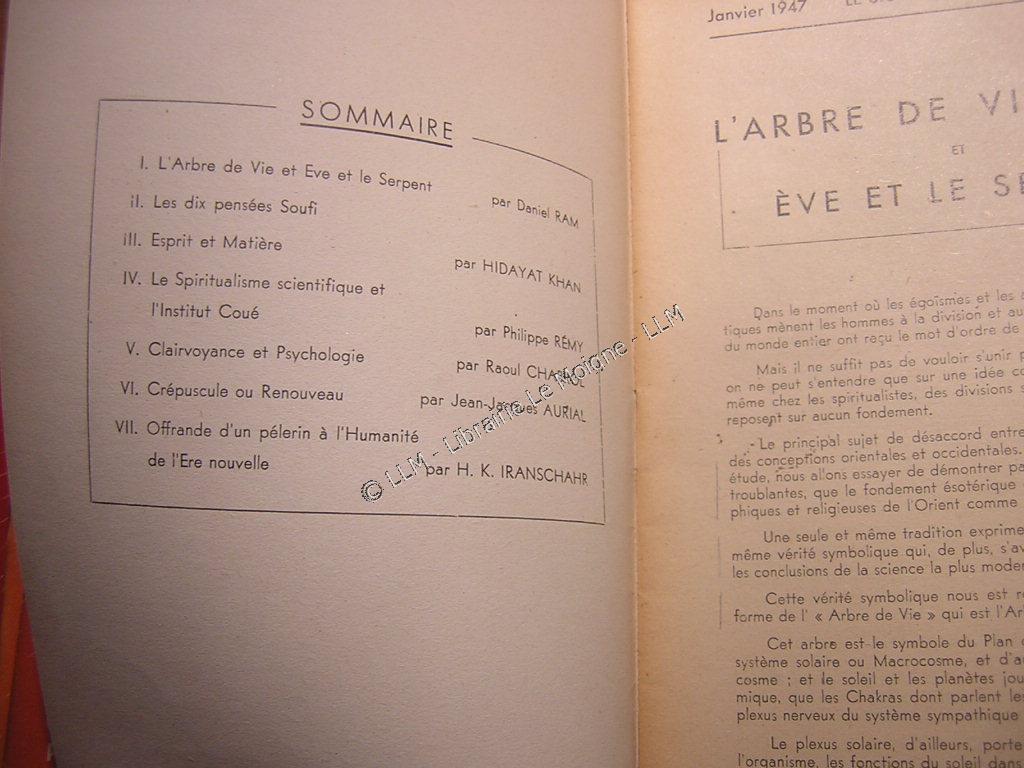 SOMMAIRE
I. L'Arbre de Vie et Eve et le Serpent
par Daniel RAM
II. Les dix pensées Soufi
III. Esprit et Matière
par HIDAYAT KHAN
IV. Le Spiritualisme scientifique et
l'Institut Coué
par Philippe RÉMY
V. Clairvoyance et Psychologie
par Raoul
VI. Crépuscule ou Renouveau
par Jean-Jacques AURIAL
VII. Offrande d'un pélerin à l'Humanité
de l'Ere nouvelle
par H. K. IRANSCHAHR
© LLM - Librairie Le Moigne - LLM
Janvier 1947 LE
L'ARBRE DE
ET
ÈVE ET LE
Dans le moment où les égoïsmes et les
tiques mènent les hommes à la division et
du monde entier ont reçu le mot d'ordre de
Mais il ne suffit pas de vouloir s'unir
on ne peut s'entendre que sur une idée
même chez les spiritualistes, des divisions
reposent sur aucun fondement.
Le principal sujet de désaccord
des conceptions orientales et occidentales.
étude, nous allons essayer de démontrer
troublantes, que le fondement ésotérique
phiques et religieuses de l'Orient comme
Une seule et même tradition
même vérité symbolique qui, de plus,
les conclusions de la science la plus
Cette vérité symbolique nous est
forme de l' « Arbre de Vie » qui est
Cet arbre est le symbole du Plan
système solaire ou Macrocosme, et
cosme ; et le soleil et les planètes
mique, que les Chakras dont parlent
plexus nerveux du système sympathique
Le plexus solaire, d'ailleurs,
l'organisme, les fonctions du soleil dans